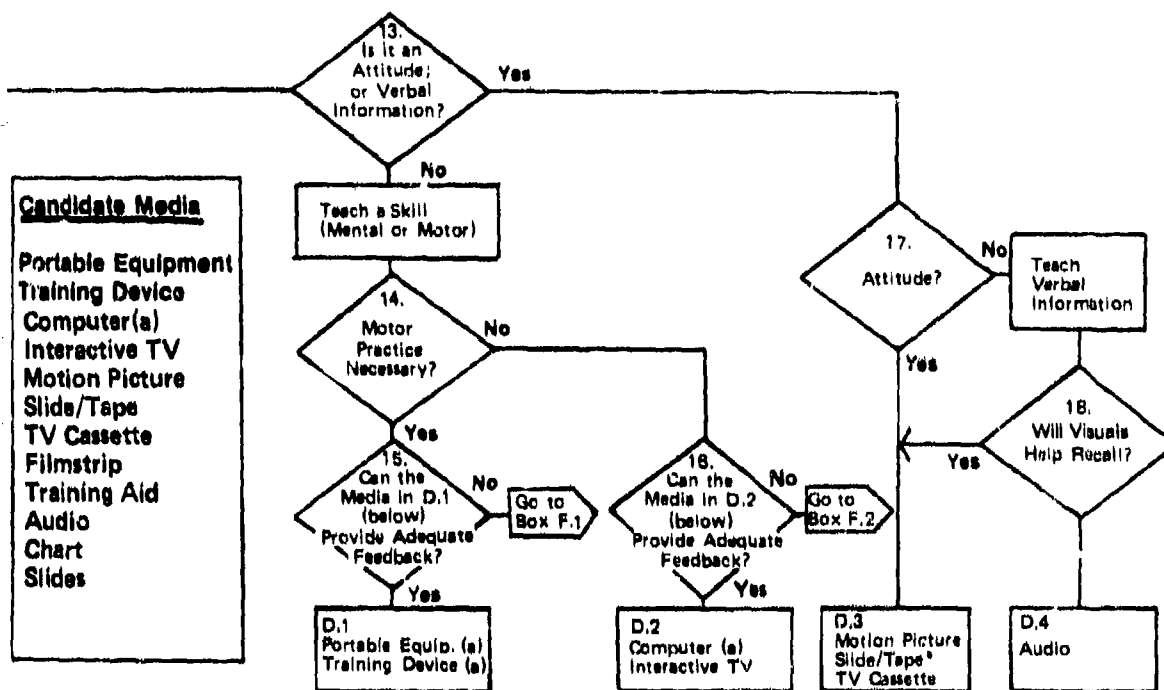 13.
Is it an
Attitude;
or Verbal
Information?
Yes
No
Candidate Media
Portable Equipment
Training Device
Computer(a)
Interactive TV
Motion Picture
Slide/Tape
TV Cassette
Filmstrip
Training Aid
Audio
Chart
Slides
Teach a Skill
(Mental or Motor)
14.
Motor
Practice
Necessary?
No
Yes
15.
Can the
Media in D.1
(below)
Provide Adequate
Feedback?
No
Yes
Go to
Box F.1
16.
Can the
Media in D.2
(below)
Provide Adequate
Feedback?
No
Yes
Go to
Box F.2
17.
Attitude?
No
Yes
Teach
Verbal
Information
18.
Will Visuals
Help Recall?
Yes
D.1
Portable Equip. (a)
Training Device (a)
D.2
Computer (a)
Interactive TV
D.3
Motion Picture
Slide/Tape*
TV Cassette
D.4
Audio